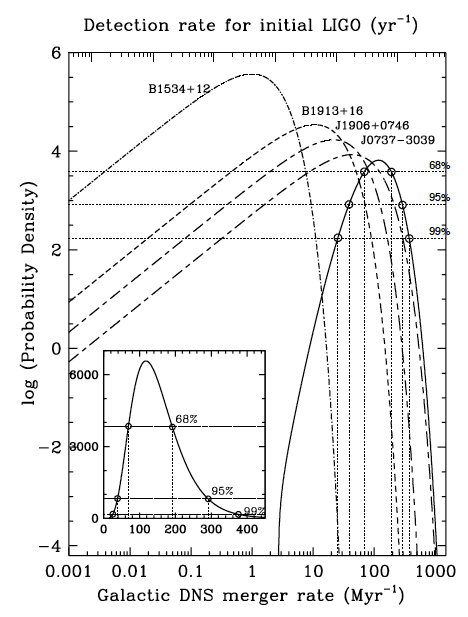 Detection rate for initial LIGO (yr⁻¹)
6
B1534+12
B1913+16
J1906+0746
4
J0737−3039
68%
95%
99%
2
log (Probability Density)
0
6000
68%
−2
3000
95%
99%
0
0 100 200 300 400
−4
0.001 0.01 0.1 1 10 100 1000
Galactic DNS merger rate (Myr⁻¹)